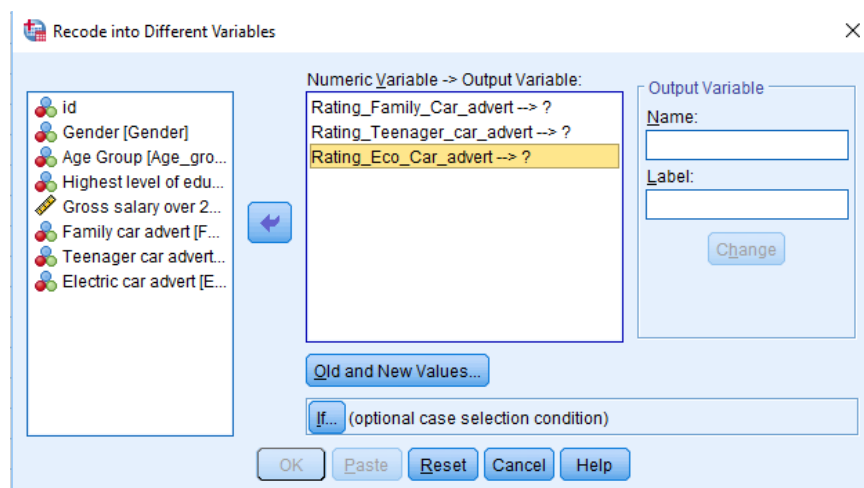 Recode into Different Variables
Numeric Variable -> Output Variable:
id
Gender [Gender]
Age Group [Age_gro...
Highest level of edu...
Gross salary over 2...
Family car advert [F...
Teenager car advert...
Electric car advert [E...
Rating_Family_Car_advert --> ?
Rating_Teenager_car_advert --> ?
Rating_Eco_Car_advert --> ?
Output Variable
Name:
Label:
Change
Old and New Values...
If... (optional case selection condition)
OK Paste Reset Cancel Help